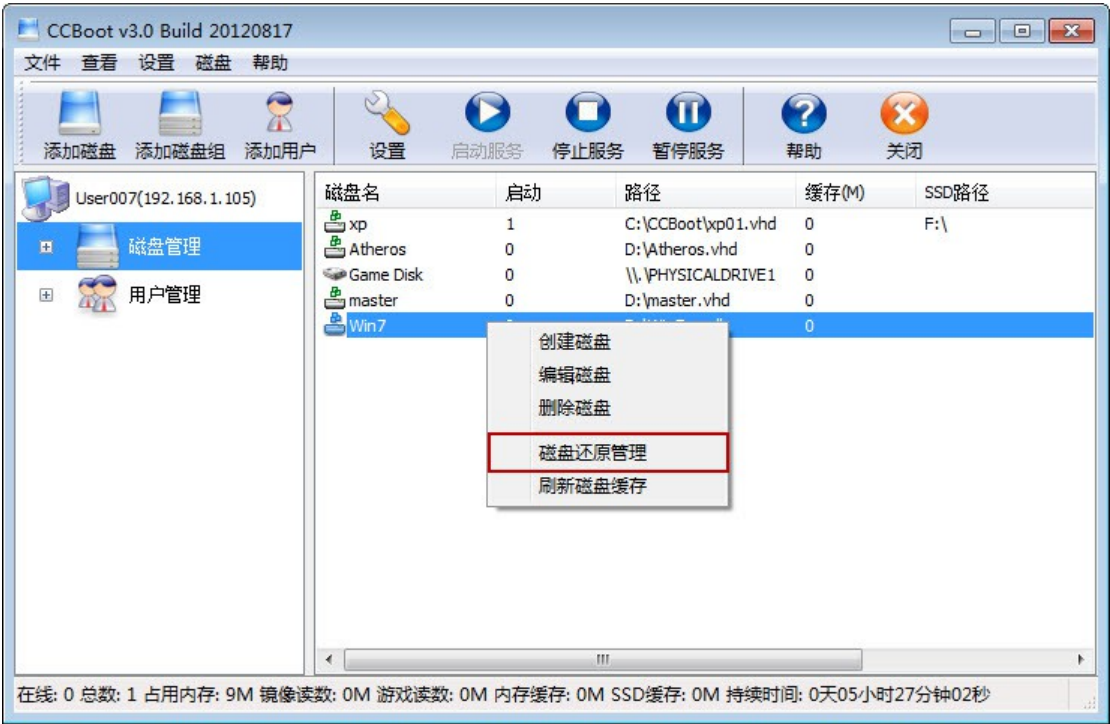 CCBoot v3.0 Build 20120817
文件 查看 设置 磁盘 帮助
添加磁盘 添加磁盘组 添加用户 设置 启动服务 停止服务 暂停服务 帮助 关闭
User007(192.168.1.105)
磁盘管理
用户管理
磁盘名 启动 路径 缓存(M) SSD路径
xp 1 C:\CCBoot\xp01.vhd 0 F:\
Atheros 0 D:\Atheros.vhd 0
Game Disk 0 \\.\PHYSICALDRIVE1 0
master 0 D:\master.vhd 0
Win7 0
创建磁盘
编辑磁盘
删除磁盘
磁盘还原管理
刷新磁盘缓存
在线: 0 总数: 1 占用内存: 9M 镜像读数: 0M 游戏读数: 0M 内存缓存: 0M SSD缓存: 0M 持续时间: 0天05小时27分钟02秒